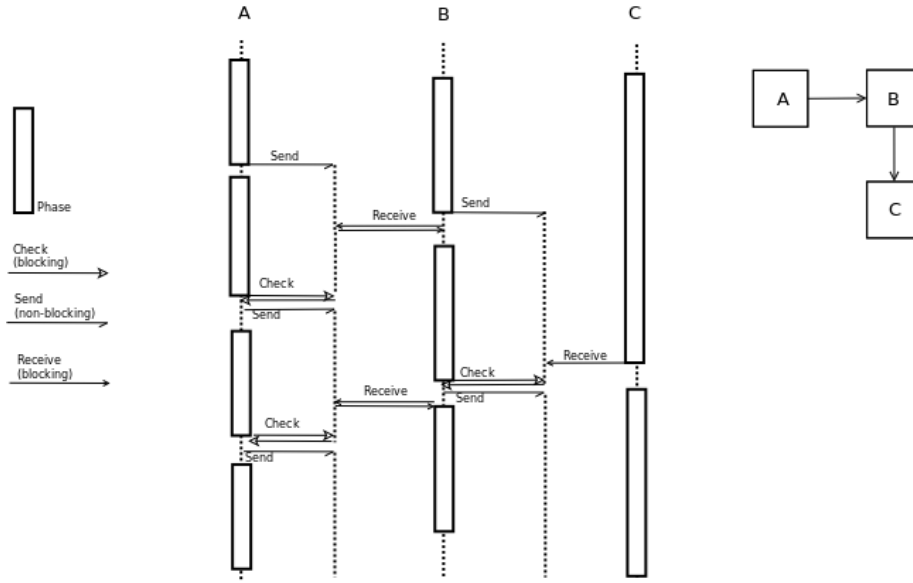 A
B
C
A
B
C
Send
Phase
Send
Receive
Check
(blocking)
Check
Send
(non-blocking)
Send
Receive
(blocking)
Receive
Check
Receive
Send
Check
Send